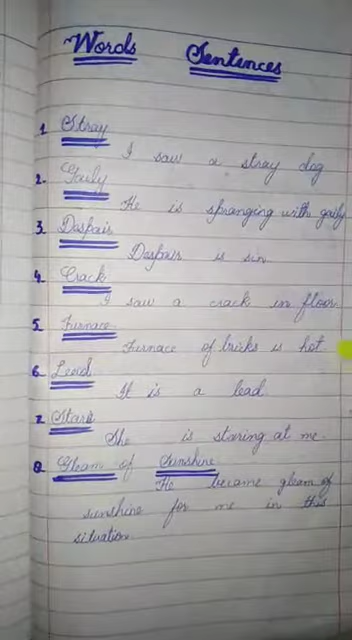 Words Sentences
1. Stray
I saw a stray dog
2. Gaily
He is spranging with gaily
3. Despair
Despair is sin.
4. Crack
I saw a crack in floor
5. Furnace
Furnace of bricks is hot
6. Lead
It is a lead.
7. Stare
She is staring at me.
8 Gleam of Sunshine
He became gleam of
sunshine for me in this
situation